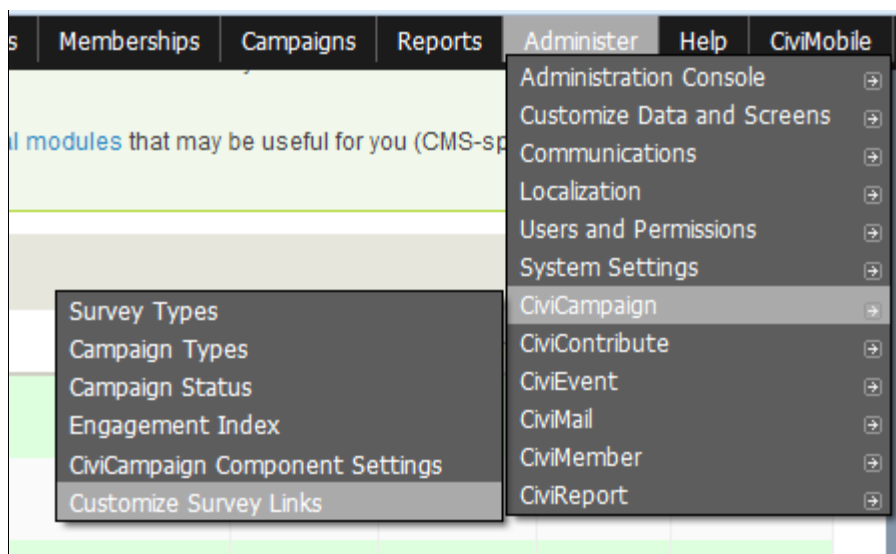 s Memberships Campaigns Reports Administer Help CiviMobile
Administration Console
Customize Data and Screens
al modules that may be useful for you (CMS-sp
Communications
Localization
Users and Permissions
System Settings
CiviCampaign
CiviContribute
CiviEvent
CiviMail
CiviMember
CiviReport
Survey Types
Campaign Types
Campaign Status
Engagement Index
CiviCampaign Component Settings
Customize Survey Links